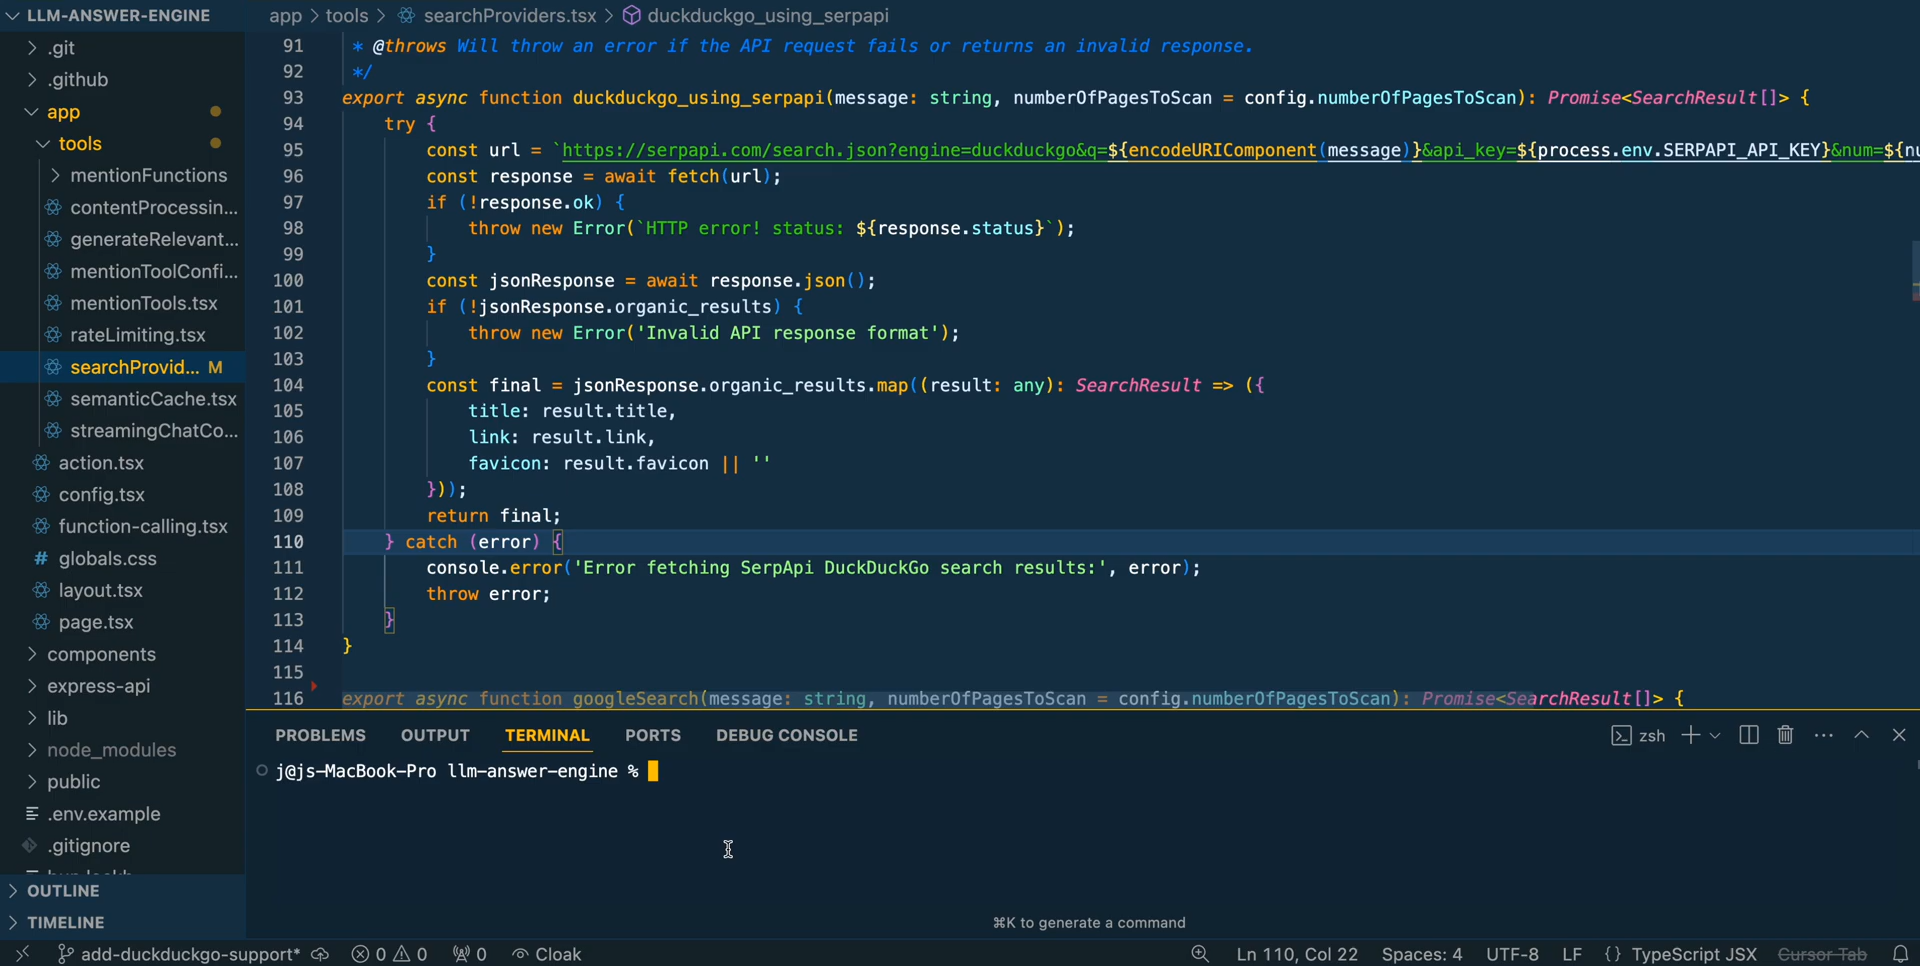 LLM-ANSWER-ENGINE
app > tools > searchProviders.tsx > duckduckgo_using_serpapi
.git
.github
app
tools
mentionFunctions
contentProcessin...
generateRelevant...
mentionToolConfi...
mentionTools.tsx
rateLimiting.tsx
searchProvid... M
semanticCache.tsx
streamingChatCo...
action.tsx
config.tsx
function-calling.tsx
# globals.css
layout.tsx
page.tsx
components
express-api
lib
node_modules
public
.env.example
.gitignore
OUTLINE
TIMELINE
91 * @throws Will throw an error if the API request fails or returns an invalid response.
92 */
93 export async function duckduckgo_using_serpapi(message: string, numberOfPagesToScan = config.numberOfPagesToScan): Promise<SearchResult[]> {
94 try {
95 const url = `https://serpapi.com/search.json?engine=duckduckgo&q=${encodeURIComponent(message)}&api_key=${process.env.SERPAPI_API_KEY}&num=${nu
96 const response = await fetch(url);
97 if (!response.ok) {
98 throw new Error(`HTTP error! status: ${response.status}`);
99 }
100 const jsonResponse = await response.json();
101 if (!jsonResponse.organic_results) {
102 throw new Error('Invalid API response format');
103 }
104 const final = jsonResponse.organic_results.map((result: any): SearchResult => ({
105 title: result.title,
106 link: result.link,
107 favicon: result.favicon || ''
108 }));
109 return final;
110 } catch (error) {
111 console.error('Error fetching SerpApi DuckDuckGo search results:', error);
112 throw error;
113 }
114 }
115
116 export async function googleSearch(message: string, numberOfPagesToScan = config.numberOfPagesToScan): Promise<SearchResult[]> {
PROBLEMS OUTPUT TERMINAL PORTS DEBUG CONSOLE zsh
j@js-MacBook-Pro llm-answer-engine %
⌘K to generate a command
add-duckduckgo-support* 0 0 0 Cloak Ln 110, Col 22 Spaces: 4 UTF-8 LF {} TypeScript JSX Cursor Tab